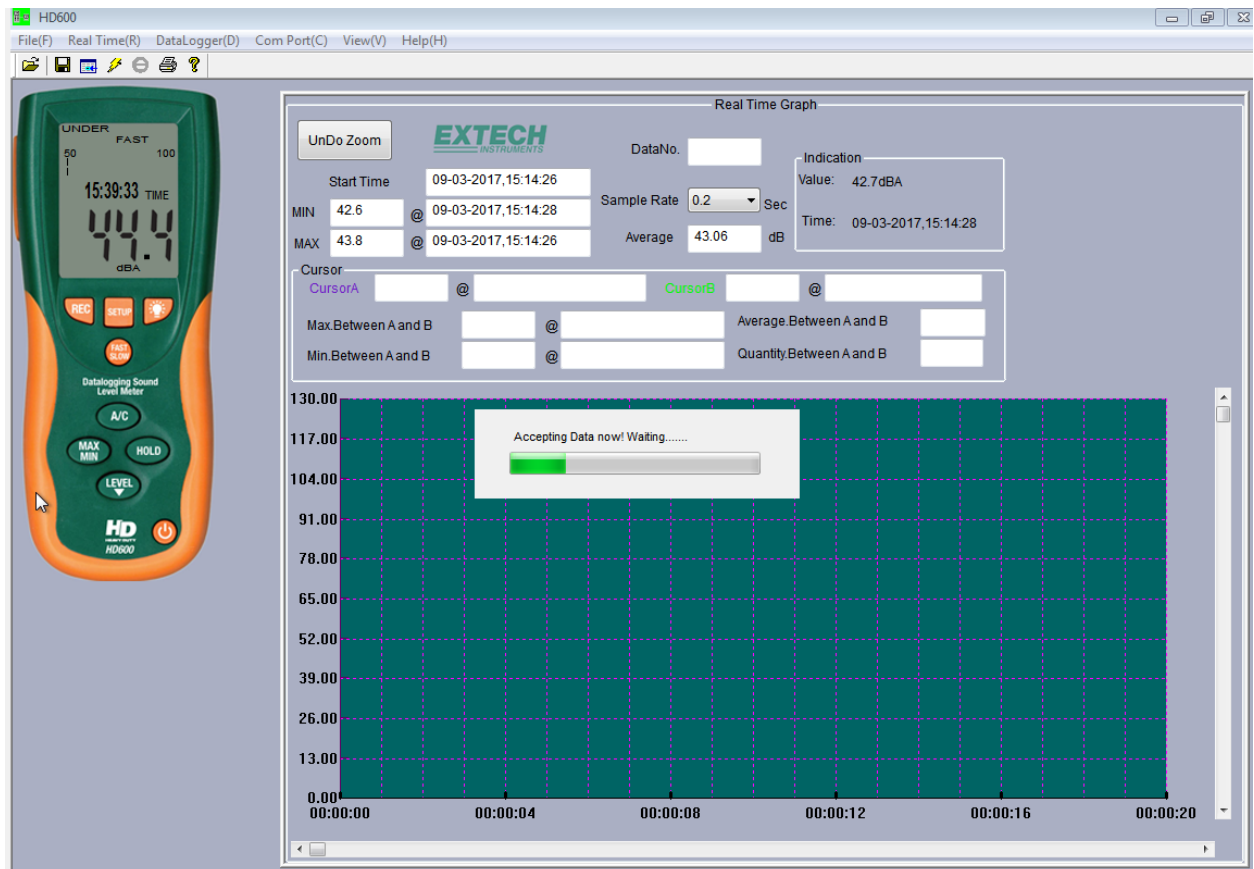 HD600
File(F) Real Time(R) DataLogger(D) Com Port(C) View(V) Help(H)
UNDER
FAST
50 100
15:39:33 TIME
44.4
dBA
REC SETUP
FAST
SLOW
Datalogging Sound
Level Meter
A/C
MAX
MIN
HOLD
LEVEL
HD
HEAVY DUTY
HD600
Real Time Graph
UnDo Zoom
EXTECH
INSTRUMENTS
DataNo.
Start Time 09-03-2017,15:14:26
MIN 42.6 @ 09-03-2017,15:14:28
MAX 43.8 @ 09-03-2017,15:14:26
Sample Rate 0.2 Sec
Average 43.06 dB
Indication
Value: 42.7dBA
Time: 09-03-2017,15:14:28
Cursor
CursorA @ CursorB @
Max.Between A and B @ Average.Between A and B
Min.Between A and B @ Quantity.Between A and B
Accepting Data now! Waiting.......
130.00
117.00
104.00
91.00
78.00
65.00
52.00
39.00
26.00
13.00
0.00
00:00:00 00:00:04 00:00:08 00:00:12 00:00:16 00:00:20